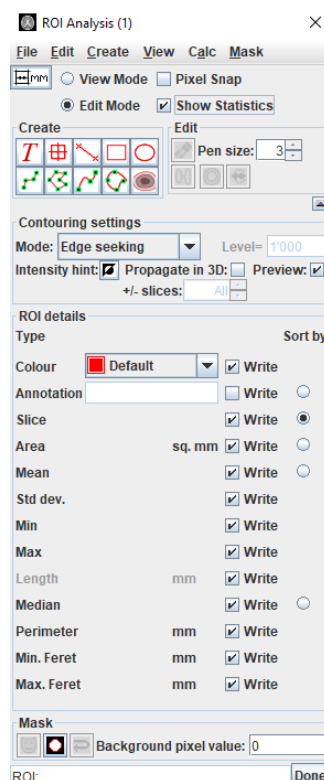 ROI Analysis (1)
File Edit Create View Calc Mask
mm View Mode Pixel Snap
Edit Mode Show Statistics
Create Edit
T Pen size: 3
Contouring settings
Mode: Edge seeking Level= 1'000
Intensity hint: Propagate in 3D: Preview:
+/- slices: All
ROI details
Type Sort by
Colour Default Write
Annotation Write
Slice Write
Area sq. mm Write
Mean Write
Std dev. Write
Min Write
Max Write
Length mm Write
Median Write
Perimeter mm Write
Min. Feret mm Write
Max. Feret mm Write
Mask
Background pixel value: 0
ROI: Done